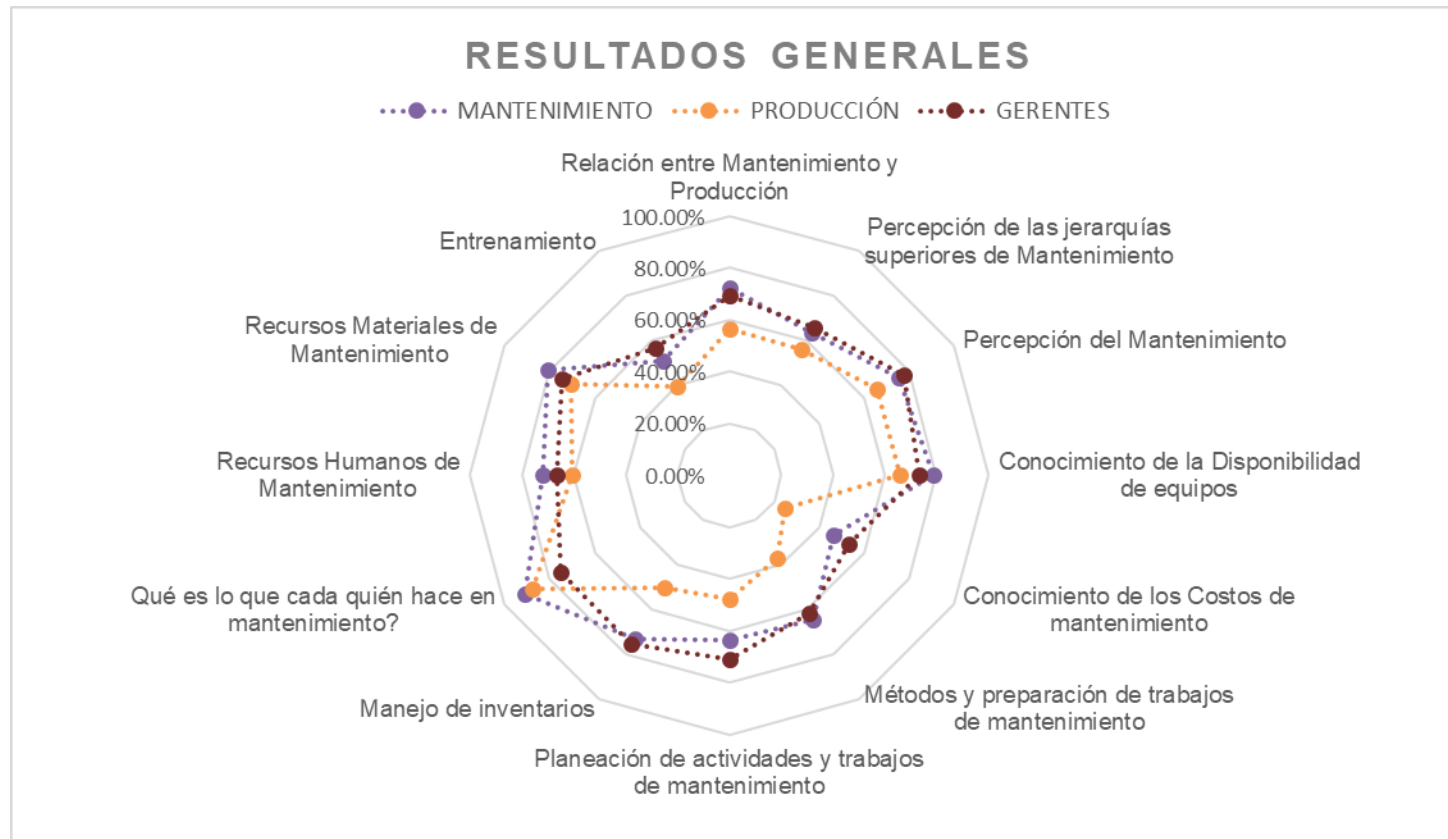 RESULTADOS GENERALES
MANTENIMIENTO PRODUCCIÓN GERENTES
Relación entre Mantenimiento y
Producción
Percepción de las jerarquías
superiores de Mantenimiento
Percepción del Mantenimiento
Conocimiento de la Disponibilidad
de equipos
Conocimiento de los Costos de
mantenimiento
Métodos y preparación de trabajos
de mantenimiento
Planeación de actividades y trabajos
de mantenimiento
Manejo de inventarios
Qué es lo que cada quién hace en
mantenimiento?
Recursos Humanos de
Mantenimiento
Recursos Materiales de
Mantenimiento
Entrenamiento
100.00%
80.00%
60.00%
40.00%
20.00%
0.00%